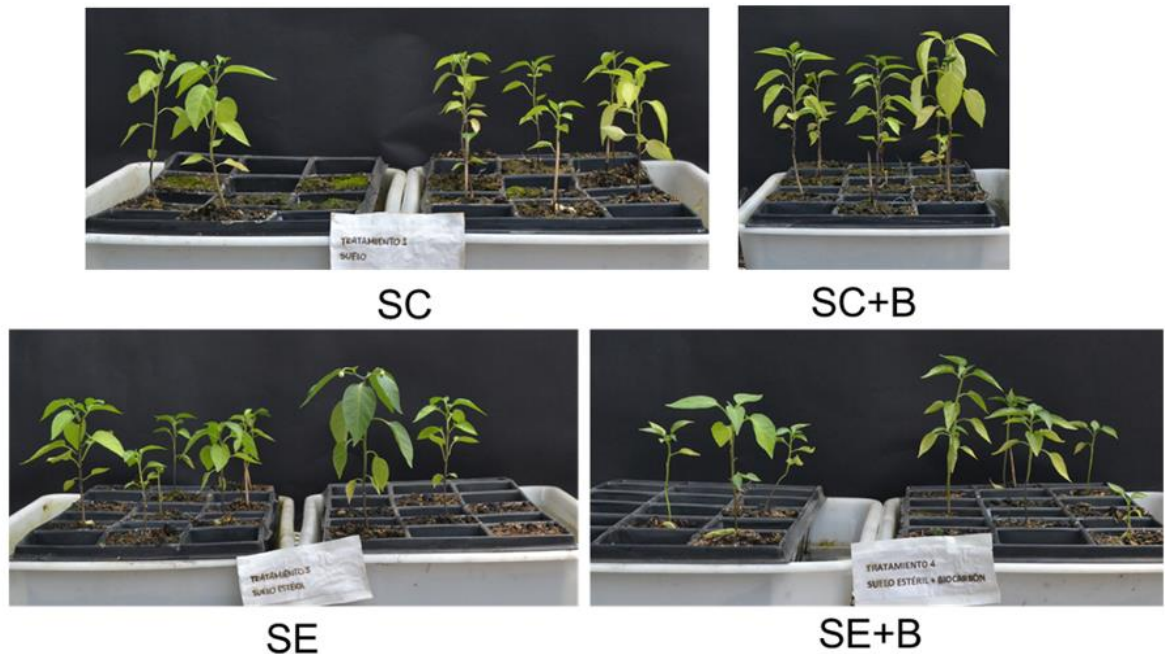 TRATAMIENTO 1
SUELO
SC
SC+B
TRATAMIENTO 3
SUELO ESTÉRIL
SE
TRATAMIENTO 4
SUELO ESTÉRIL + BIOCARBÓN
SE+B